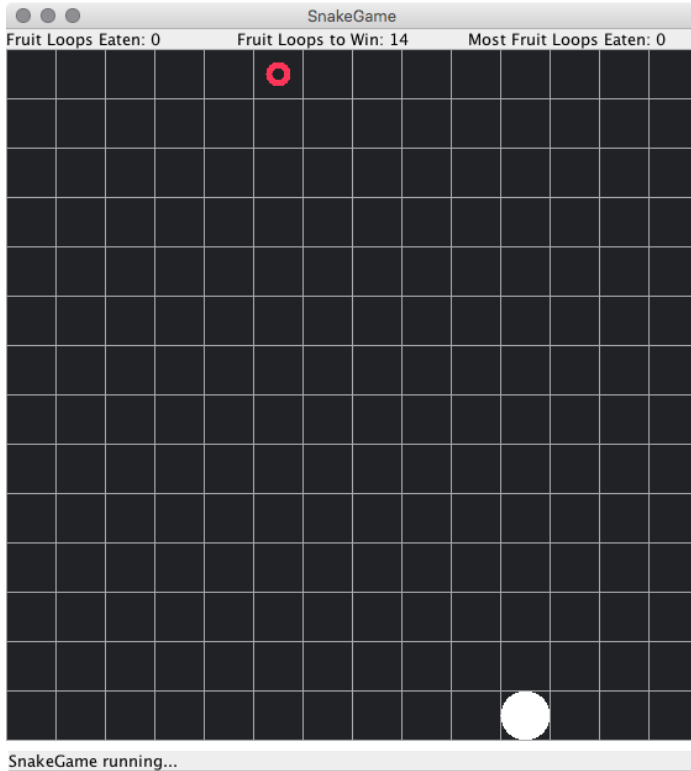 SnakeGame
Fruit Loops Eaten: 0 Fruit Loops to Win: 14 Most Fruit Loops Eaten: 0
SnakeGame running...